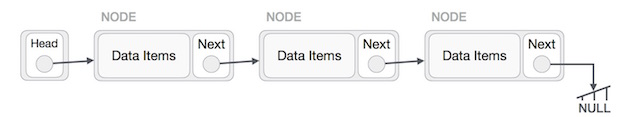 NODE NODE NODE
Head Data Items Next Data Items Next Data Items Next
NULL